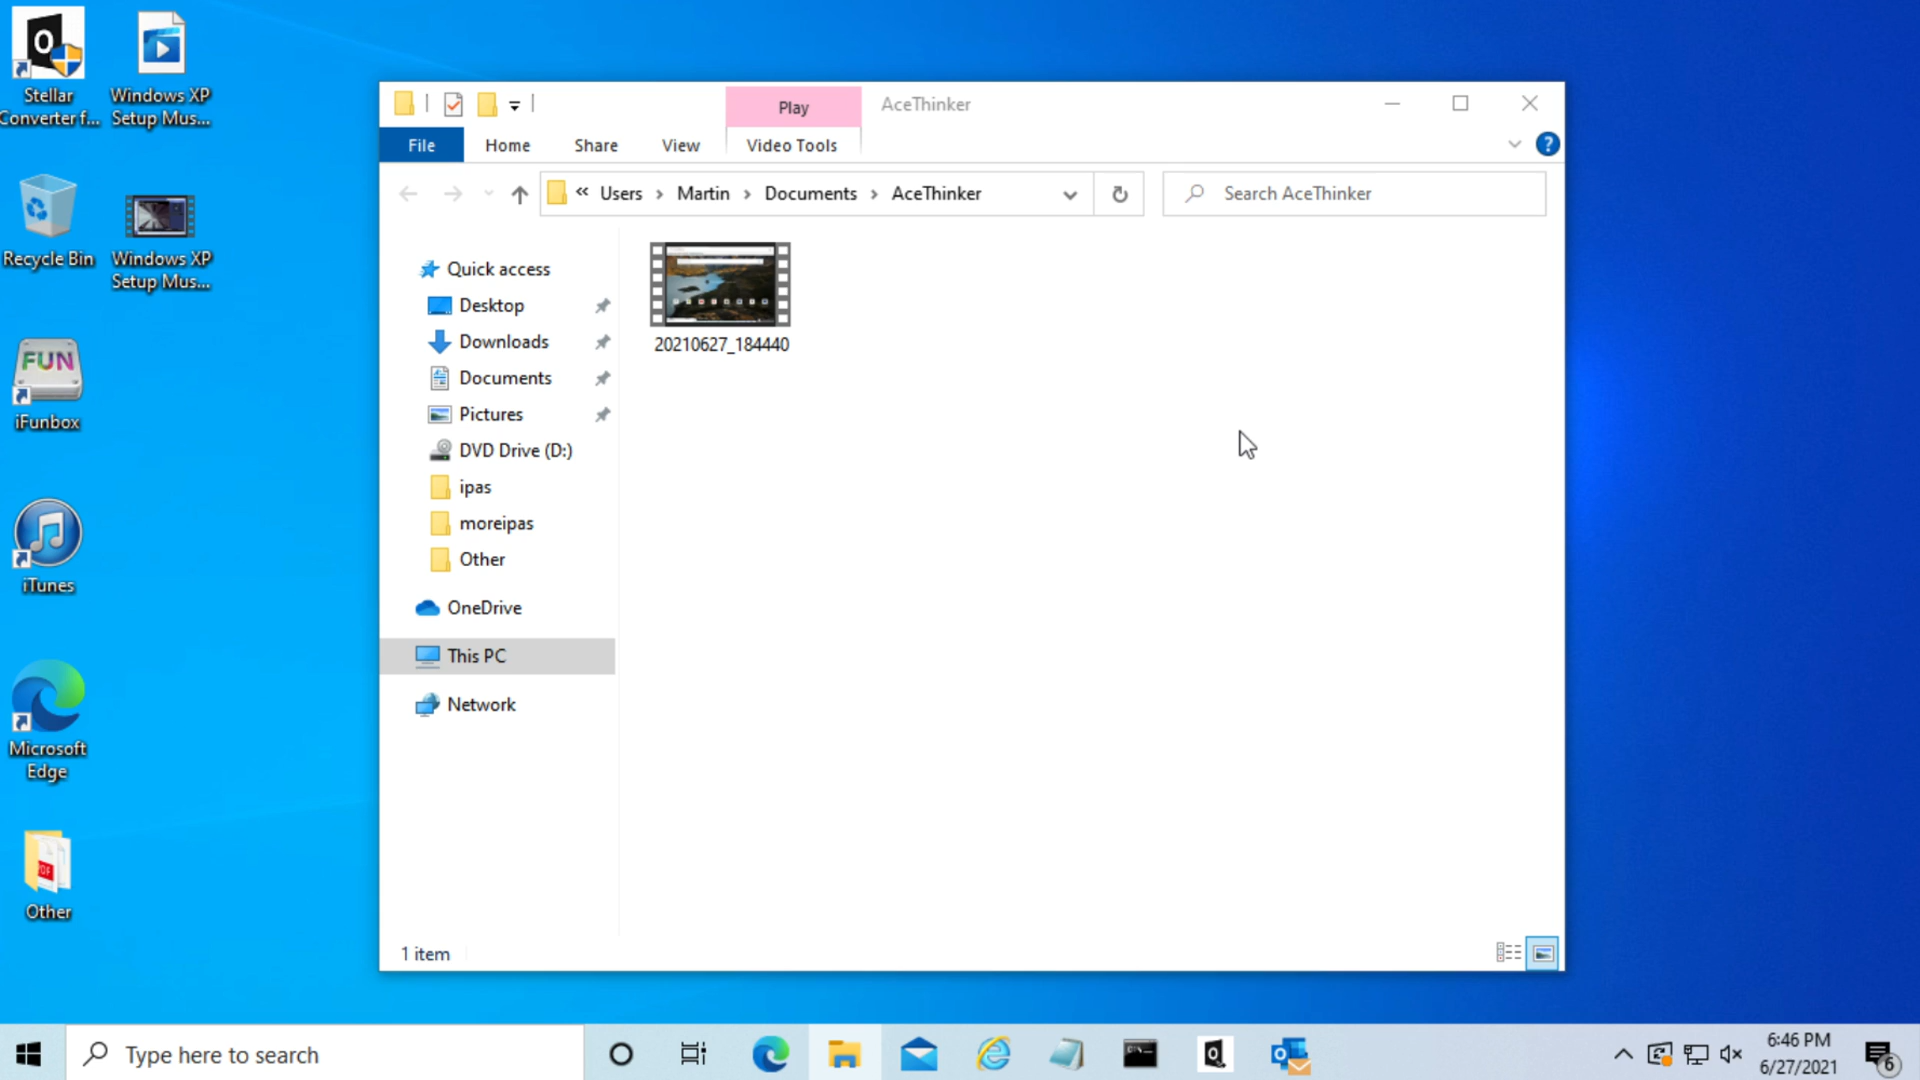 Stellar
Converter f...
Windows XP
Setup Mus...
Recycle Bin
Windows XP
Setup Mus...
FUN
iFunbox
iTunes
Microsoft
Edge
PDF
Other
Play
AceThinker
File
Home
Share
View
Video Tools
?
« Users › Martin › Documents › AceThinker
Search AceThinker
Quick access
Desktop
Downloads
Documents
Pictures
DVD Drive (D:)
ipas
moreipas
Other
OneDrive
This PC
Network
20210627_184440
1 item
Type here to search
6:46 PM
6/27/2021
6